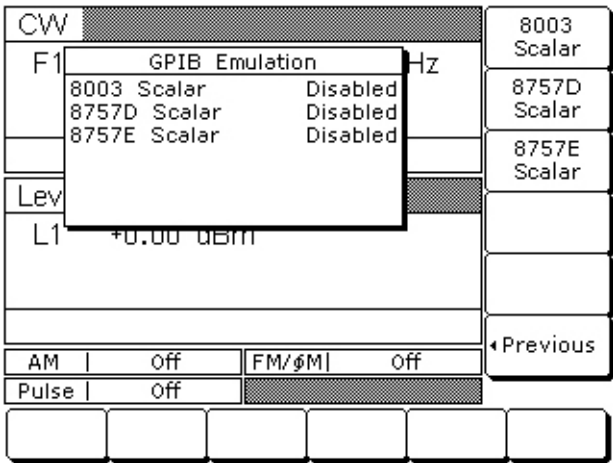 CW
F1
Hz
GPIB Emulation
8003 Scalar Disabled
8757D Scalar Disabled
8757E Scalar Disabled
Lev
L1 +0.00 dBm
AM | Off
FM/ϕM| Off
Pulse | Off
8003
Scalar
8757D
Scalar
8757E
Scalar
◂Previous